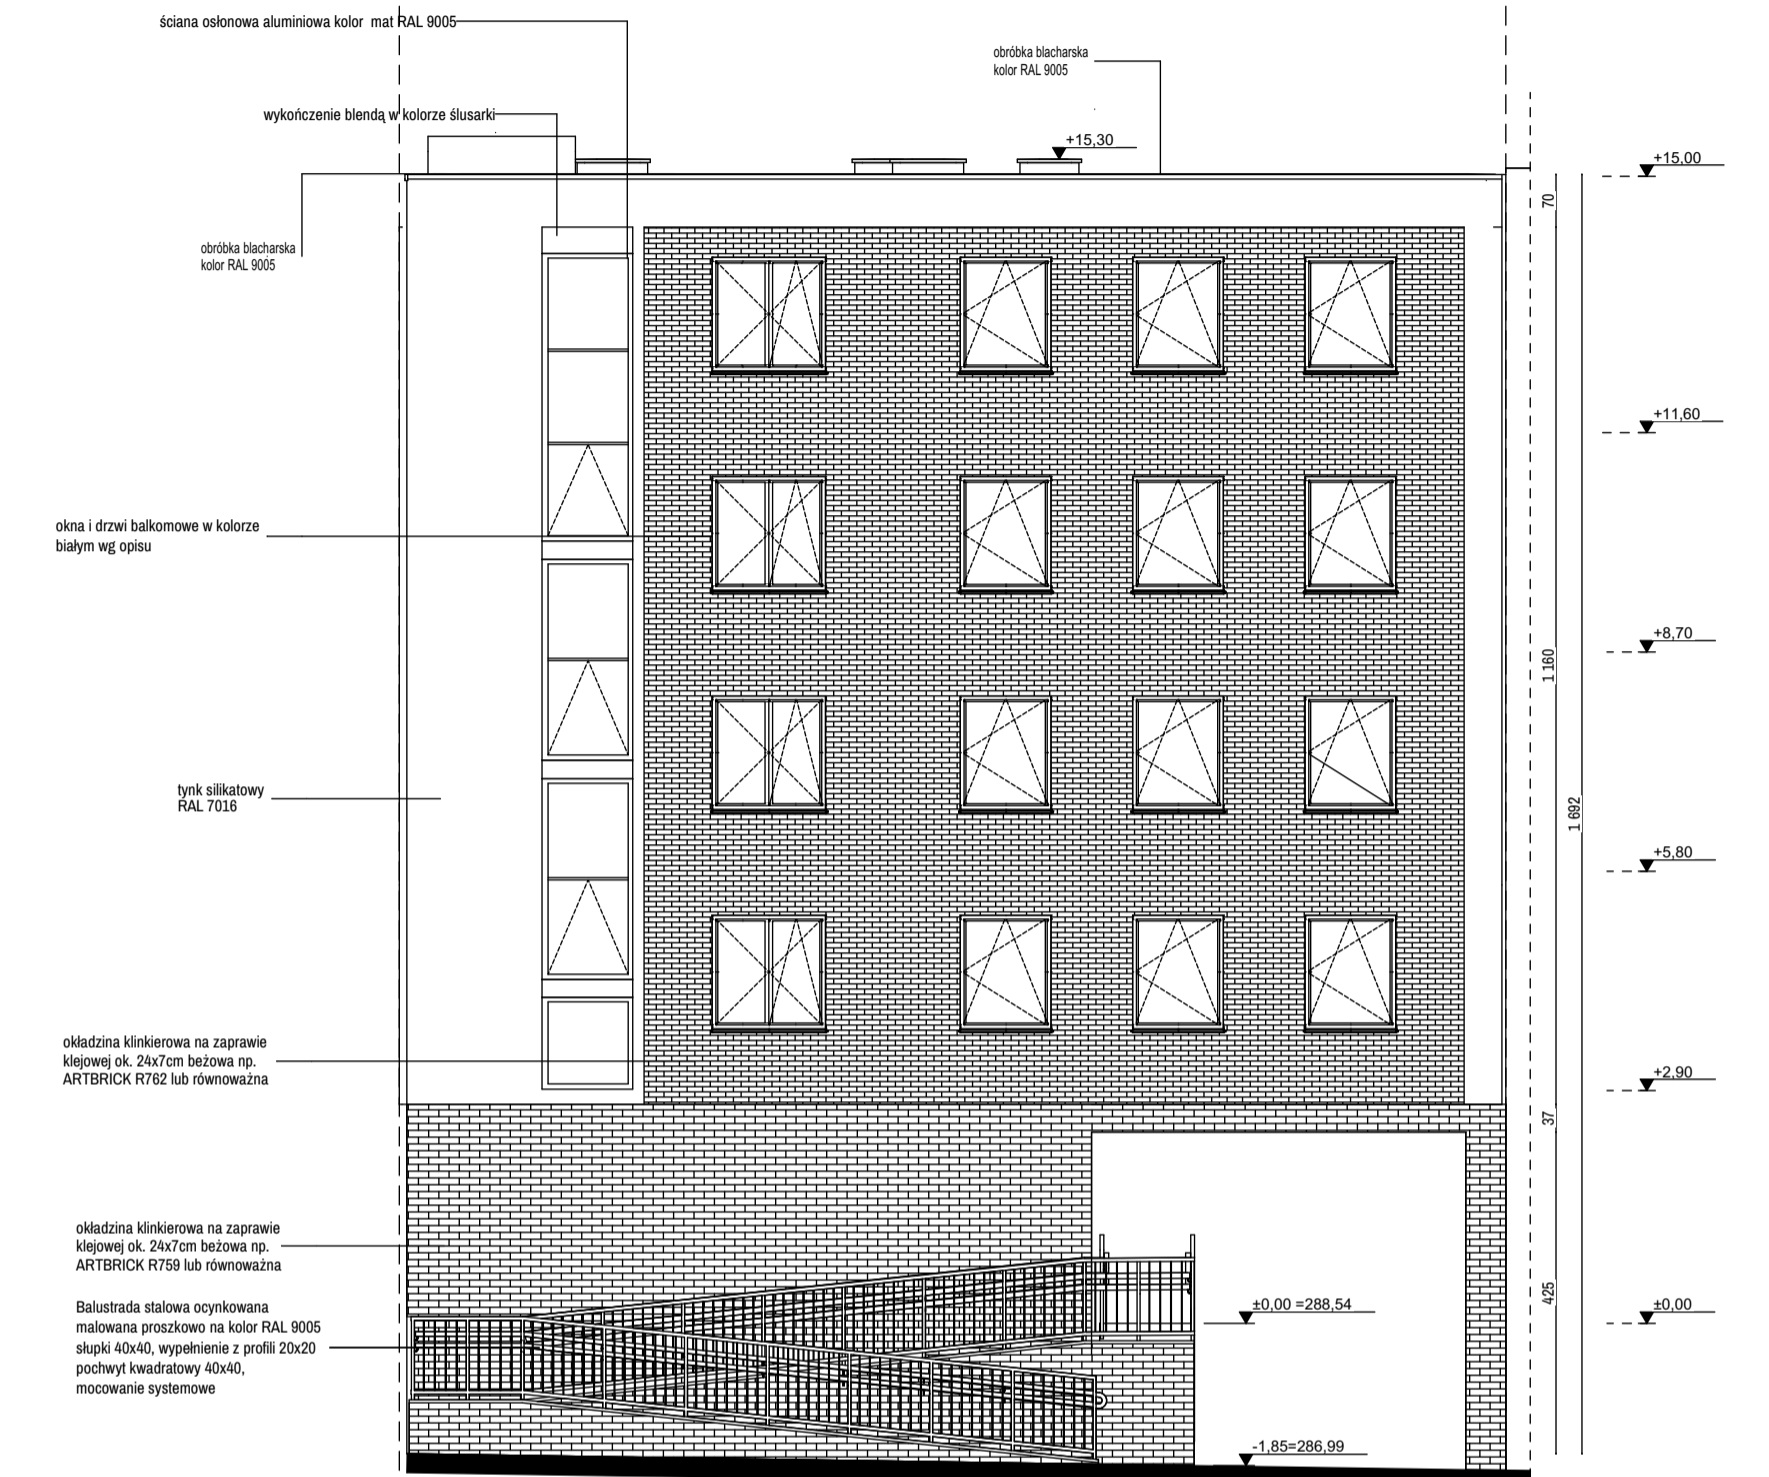 ściana osłonowa aluminiowa kolor mat RAL 9005
obróbka blacharska
kolor RAL 9005
wykończenie blendą w kolorze ślusarki
+15,30
+15,00
70
obróbka blacharska
kolor RAL 9005
+11,60
okna i drzwi balkomowe w kolorze
białym wg opisu
+8,70
1 160
tynk silikatowy
RAL 7016
1 692
+5,80
okładzina klinkierowa na zaprawie
klejowej ok. 24x7cm beżowa np.
ARTBRICK R762 lub równoważna
+2,90
37
okładzina klinkierowa na zaprawie
klejowej ok. 24x7cm beżowa np.
ARTBRICK R759 lub równoważna
425
±0,00 =288,54
±0,00
Balustrada stalowa ocynkowana
malowana proszkowo na kolor RAL 9005
słupki 40x40, wypełnienie z profili 20x20
pochwyt kwadratowy 40x40,
mocowanie systemowe
-1,85=286,99